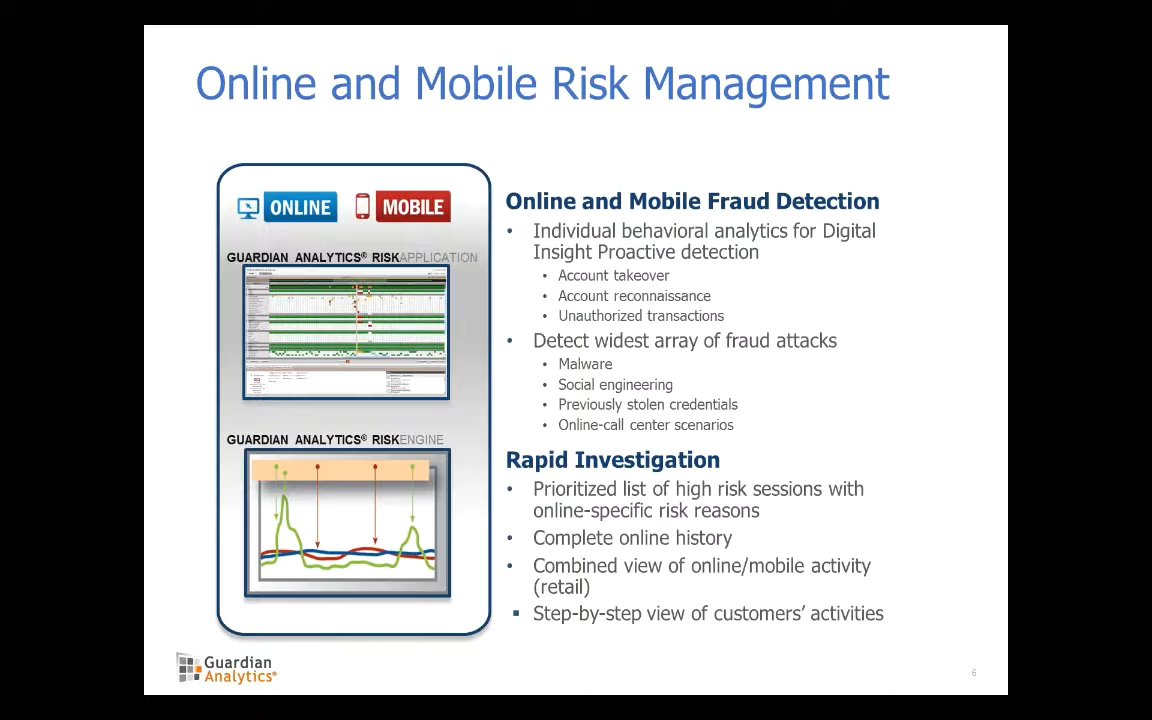 Online and Mobile Risk Management
ONLINE
MOBILE
GUARDIAN ANALYTICS® RISKAPPLICATION
GUARDIAN ANALYTICS® RISKENGINE
Online and Mobile Fraud Detection
• Individual behavioral analytics for Digital
Insight Proactive detection
• Account takeover
• Account reconnaissance
• Unauthorized transactions
• Detect widest array of fraud attacks
• Malware
• Social engineering
• Previously stolen credentials
• Online-call center scenarios
Rapid Investigation
• Prioritized list of high risk sessions with
online-specific risk reasons
• Complete online history
• Combined view of online/mobile activity
(retail)
▪ Step-by-step view of customers’ activities
Guardian
Analytics®
6